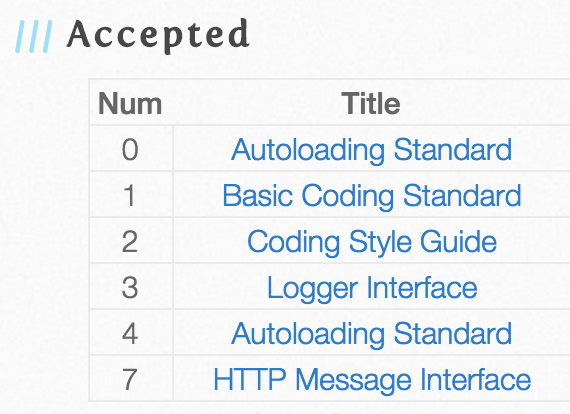 /// Accepted
Num Title
0 Autoloading Standard
1 Basic Coding Standard
2 Coding Style Guide
3 Logger Interface
4 Autoloading Standard
7 HTTP Message Interface